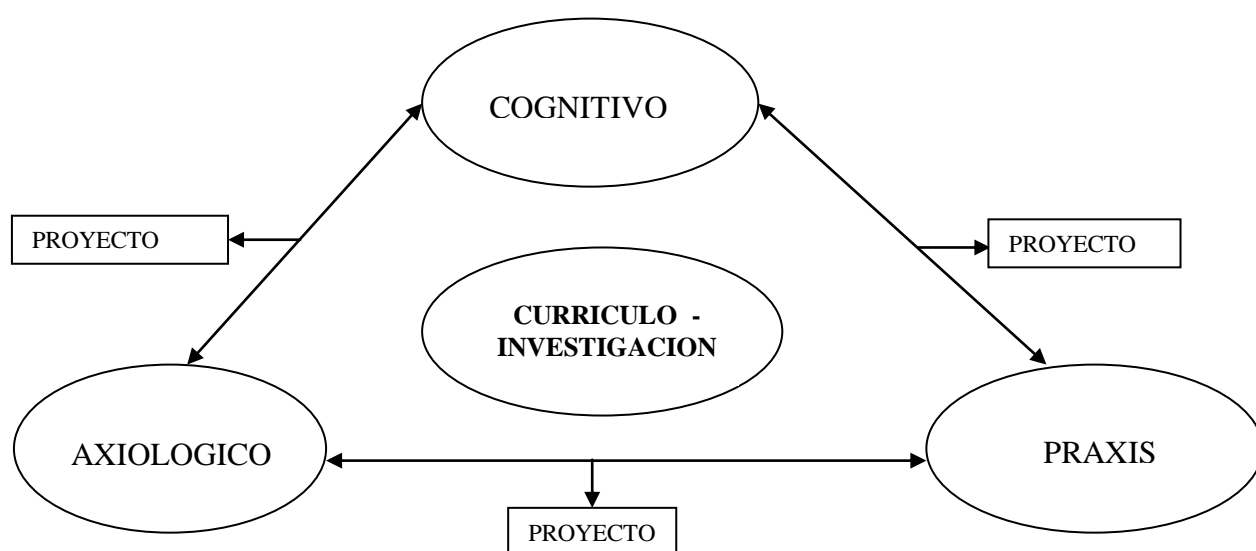 COGNITIVO
PROYECTO
PROYECTO
CURRICULO -
INVESTIGACION
AXIOLOGICO
PRAXIS
PROYECTO